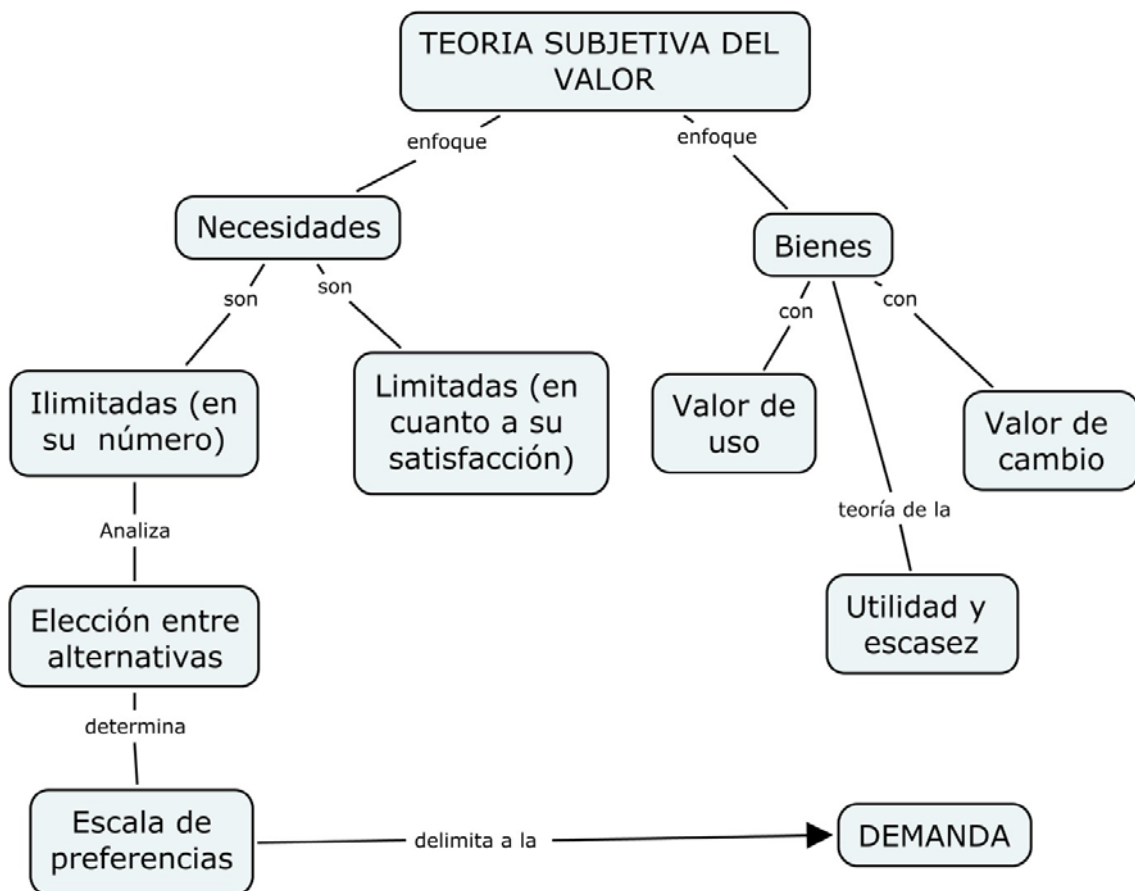 TEORIA SUBJETIVA DEL
VALOR
enfoque
enfoque
Necesidades
Bienes
son
son
con
con
Ilimitadas (en
su número)
Limitadas (en
cuanto a su
satisfacción)
Valor de
uso
Valor de
cambio
Analiza
teoría de la
Elección entre
alternativas
Utilidad y
escasez
determina
Escala de
preferencias
delimita a la
DEMANDA